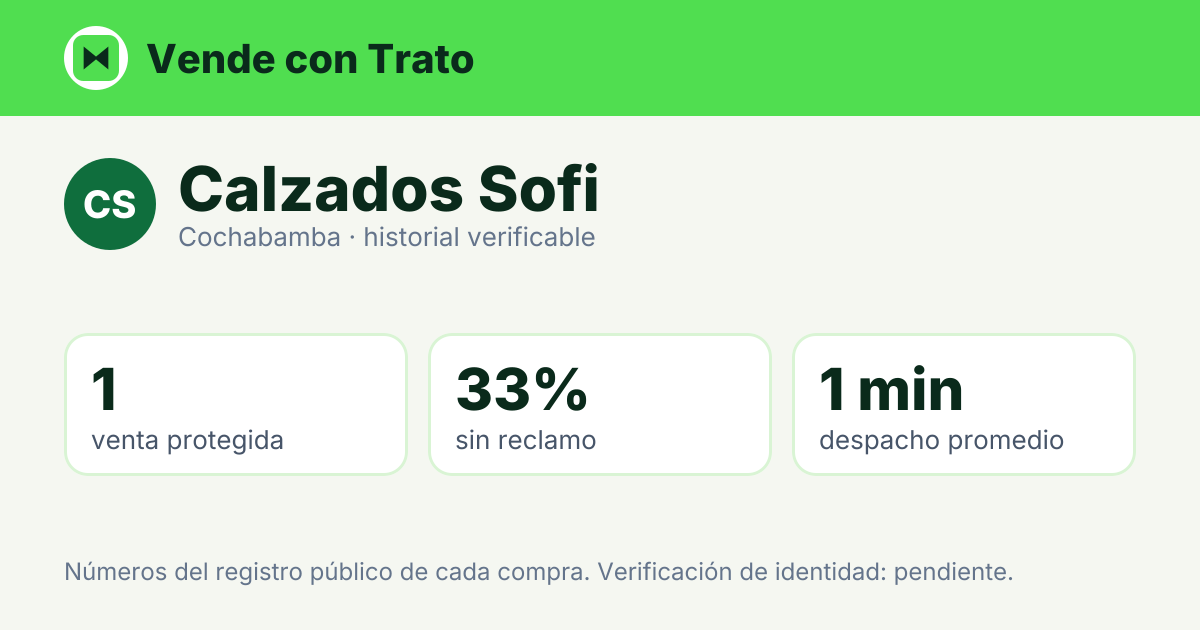 Vende con Trato
CS
Calzados Sofi
Cochabamba · historial verificable
1
venta protegida
33%
sin reclamo
1 min
despacho promedio
Números del registro público de cada compra. Verificación de identidad: pendiente.